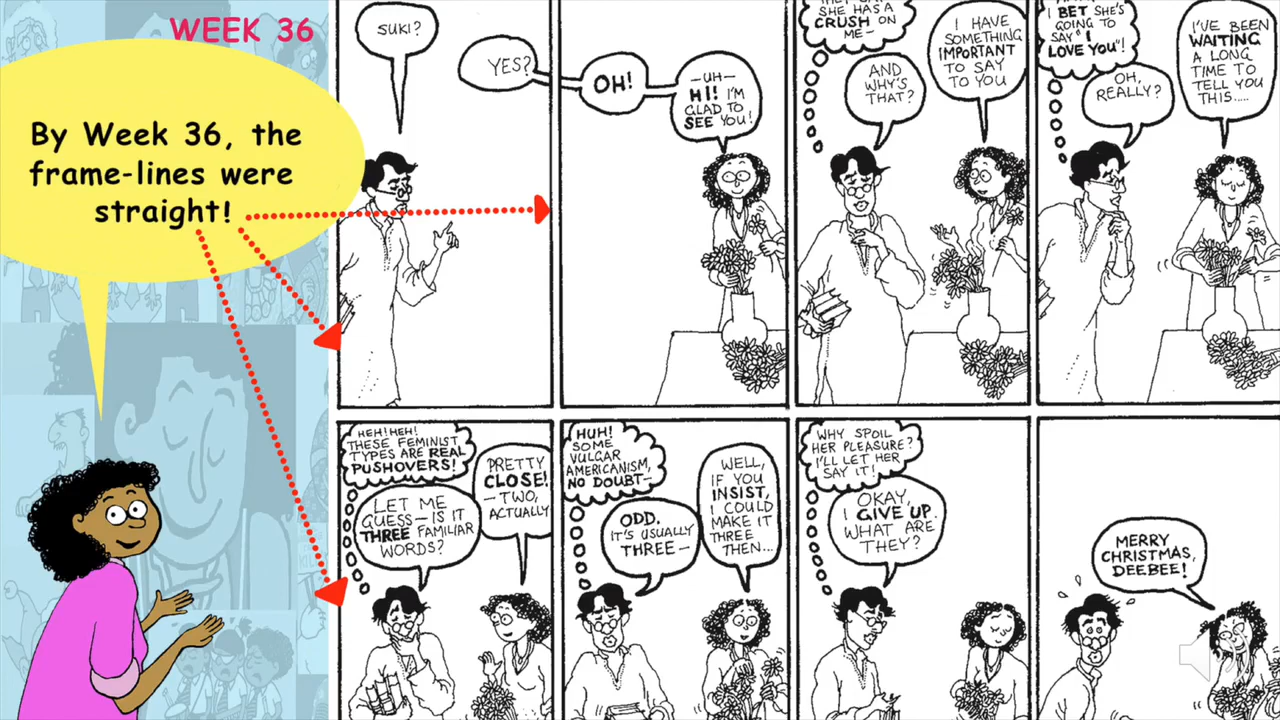 WEEK 36
By Week 36, the
frame-lines were
straight!
SUKI?
YES?
OH!
—UH—
HI! I'M
GLAD TO
SEE YOU!
SHE HAS A
CRUSH ON
ME—
AND
WHY'S
THAT?
I HAVE
SOMETHING
IMPORTANT
TO SAY
TO YOU
I BET SHE'S
GOING TO
SAY "I
LOVE YOU"!
OH,
REALLY?
I'VE BEEN
WAITING
A LONG
TIME TO
TELL YOU
THIS.....
HEH! HEH!
THESE FEMINIST
TYPES ARE REAL
PUSHOVERS!
LET ME
GUESS — IS IT
THREE FAMILIAR
WORDS?
PRETTY
CLOSE!
— TWO,
ACTUALLY
HUH!
SOME
VULGAR
AMERICANISM,
NO DOUBT—
ODD.
IT'S USUALLY
THREE —
WELL,
IF YOU
INSIST,
I COULD
MAKE IT
THREE
THEN...
WHY SPOIL
HER PLEASURE?
I'LL LET HER
SAY IT!
OKAY,
I GIVE UP.
WHAT ARE
THEY?
MERRY
CHRISTMAS,
DEEBEE!